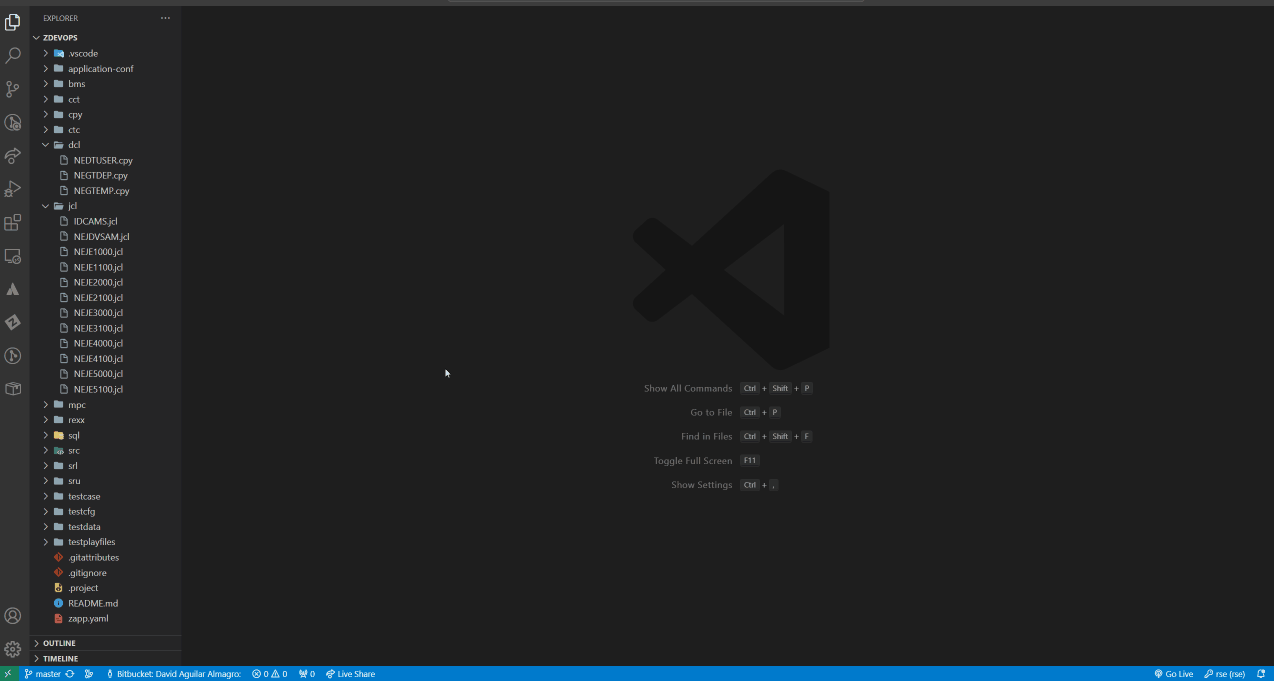 EXPLORER ...
ZDEVOPS
.vscode
application-conf
bms
cct
cpy
ctc
dcl
NEDTUSER.cpy
NEGTDEP.cpy
NEGTEMP.cpy
jcl
IDCAMS.jcl
NEJDVSAM.jcl
NEJE1000.jcl
NEJE1100.jcl
NEJE2000.jcl
NEJE2100.jcl
NEJE3000.jcl
NEJE3100.jcl
NEJE4000.jcl
NEJE4100.jcl
NEJE5000.jcl
NEJE5100.jcl
mpc
rexx
sql
src
srl
sru
testcase
testcfg
testdata
testplayfiles
.gitattributes
.gitignore
.project
README.md
zapp.yaml
OUTLINE
TIMELINE
Show All Commands Ctrl + Shift + P
Go to File Ctrl + P
Find in Files Ctrl + Shift + F
Toggle Full Screen F11
Show Settings Ctrl + ,
master Bitbucket: David Aguilar Almagro: 0 0 0 Live Share Go Live rse (rse)